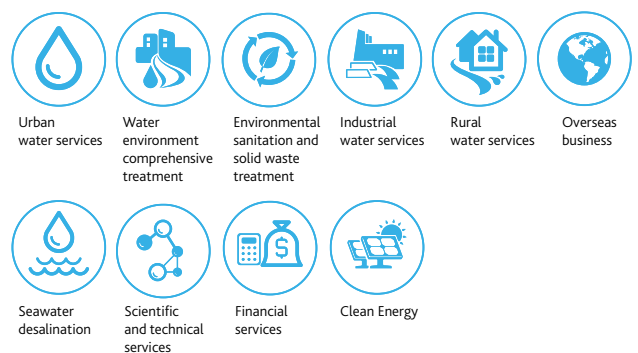 Urban
water services
Water
environment
comprehensive
treatment
Environmental
sanitation and
solid waste
treatment
Industrial
water services
Rural
water services
Overseas
business
Seawater
desalination
Scientific
and technical
services
$
Financial
services
Clean Energy